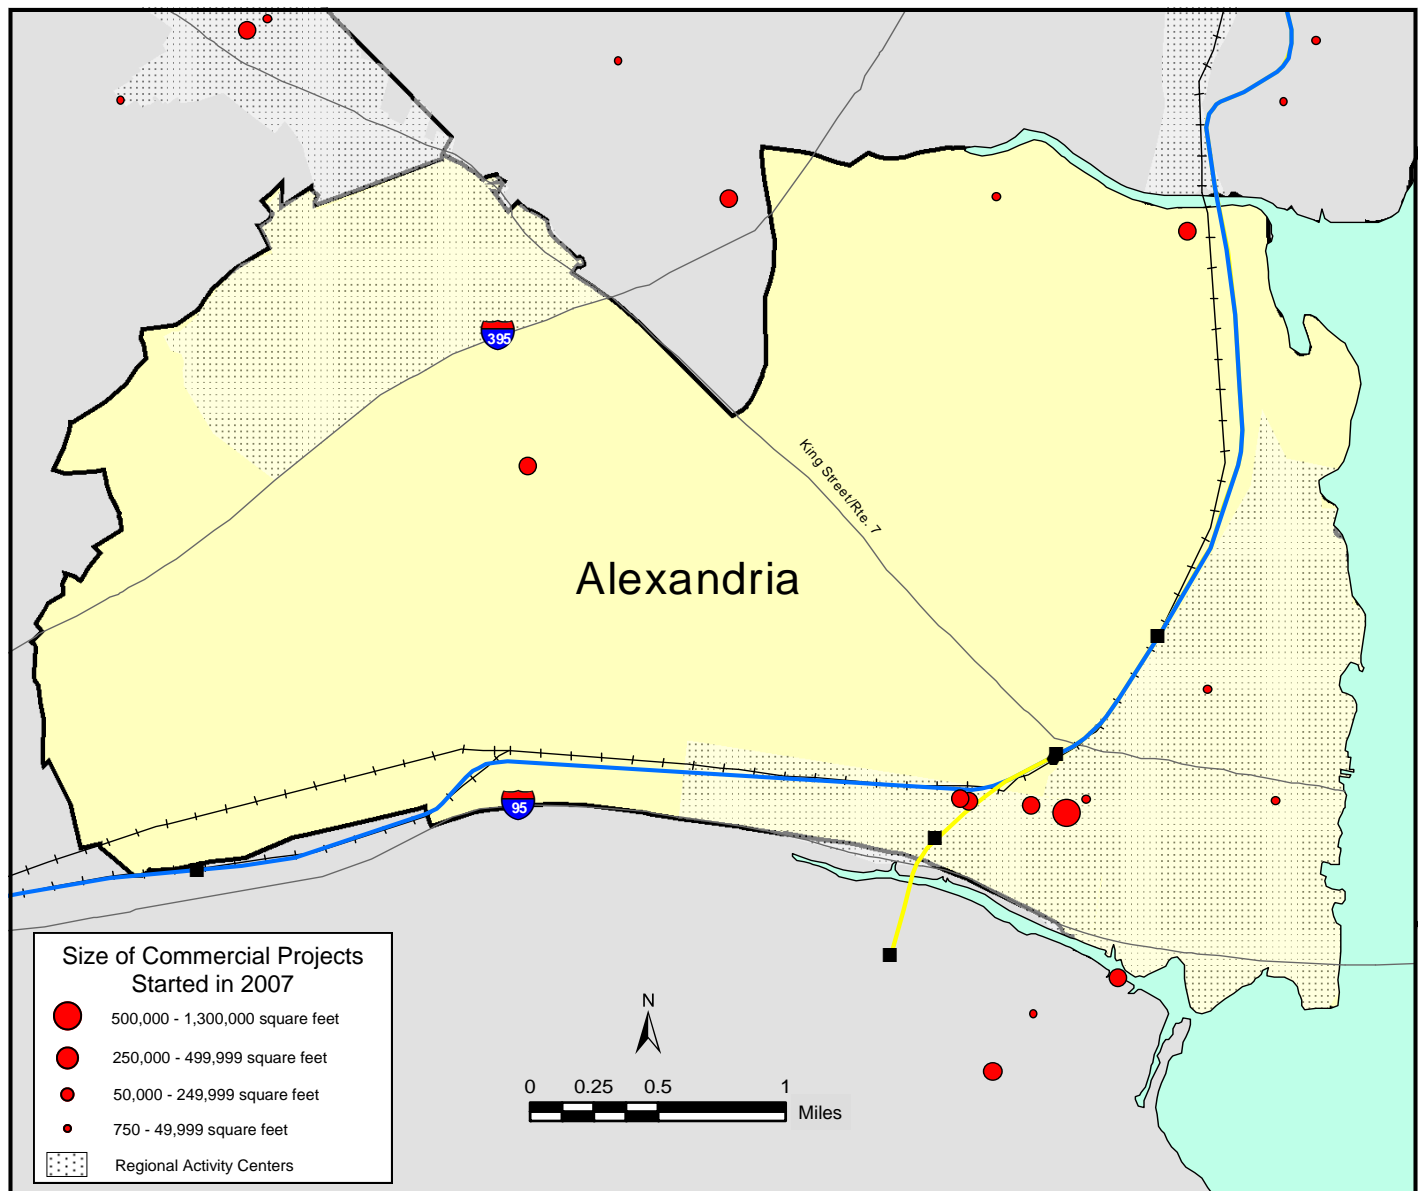 395
King Street/Rte. 7
Alexandria
95
Size of Commercial Projects
Started in 2007
500,000 - 1,300,000 square feet
250,000 - 499,999 square feet
50,000 - 249,999 square feet
750 - 49,999 square feet
Regional Activity Centers
N
0 0.25 0.5 1
Miles